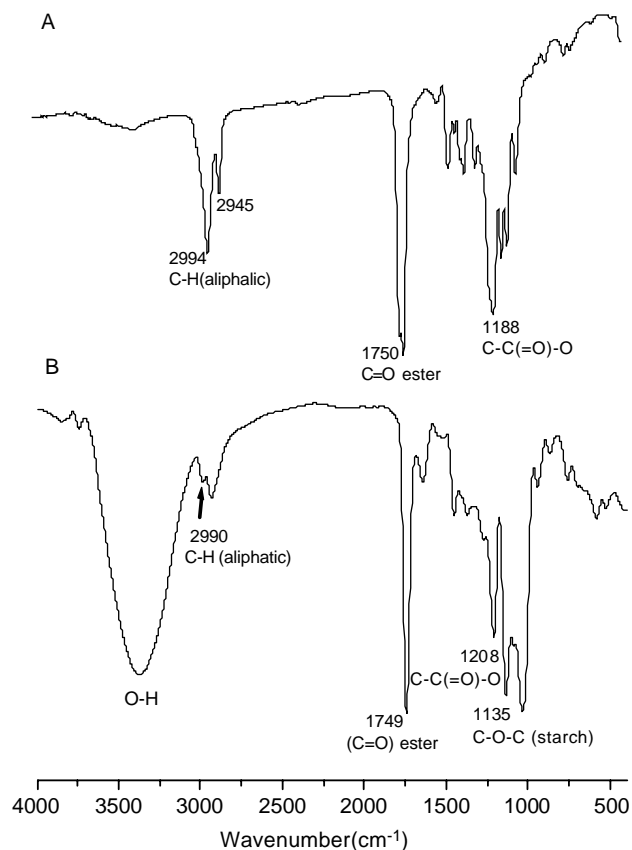 A
2945
2994
C-H(aliphalic)
1188
C-C(=O)-O
1750
C=O ester
B
2990
C-H (aliphatic)
O-H
1208
C-C(=O)-O
1749
(C=O) ester
1135
C-O-C (starch)
4000 3500 3000 2500 2000 1500 1000 500
Wavenumber(cm-1)